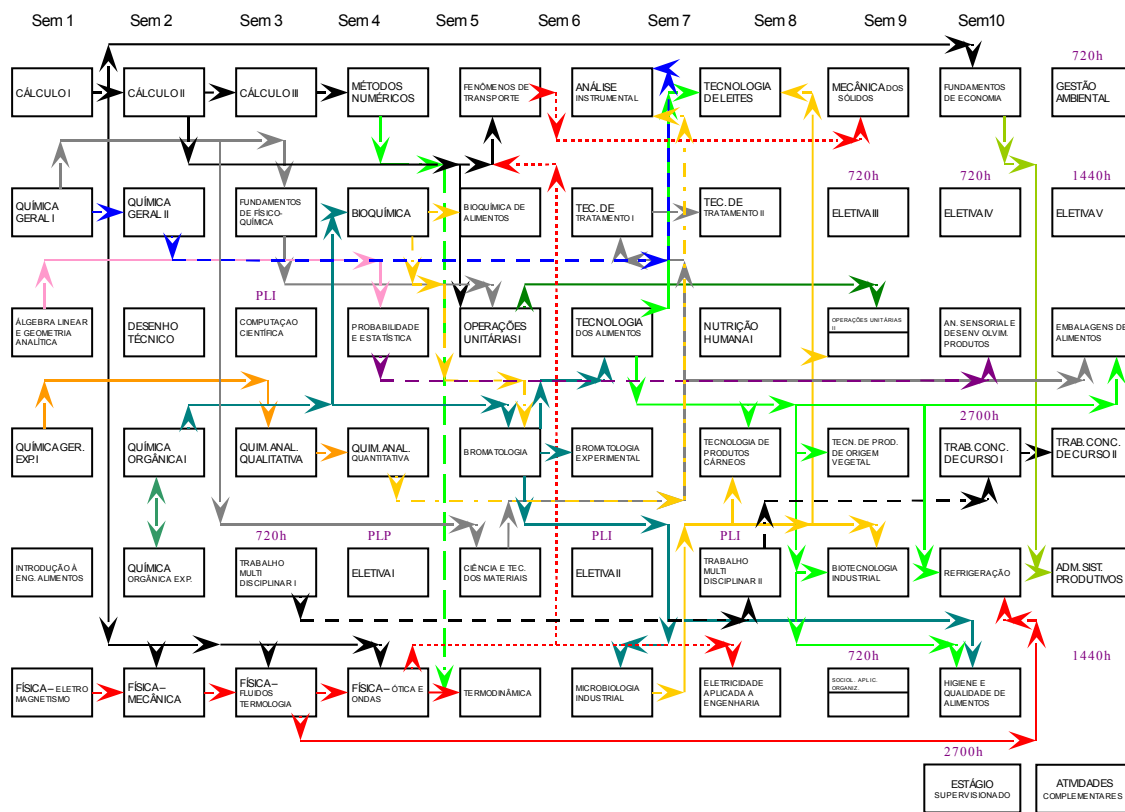 Sem 1 Sem 2 Sem 3 Sem 4 Sem 5 Sem 6 Sem 7 Sem 8 Sem 9 Sem10
720h
CÁLCULO I
CÁLCULO II
CÁLCULO III
MÉTODOS
NUMÉRICOS
FENÔMENOS DE
TRANSPORTE
ANÁLISE
INSTRUMENTAL
TECNOLOGIA
DE LEITES
MECÂNICA DOS
SÓLIDOS
FUNDAMENTOS
DE ECONOMIA
GESTÃO
AMBIENTAL
720h
720h
1440h
QUÍMICA
GERAL I
QUÍMICA
GERAL II
FUNDAMENTOS
DE FÍSICO-
QUÍMICA
BIOQUÍMICA
BIOQUÍMICA DE
ALIMENTOS
TEC. DE
TRATAMENTO I
TEC. DE
TRATAMENTO II
ELETIVA III
ELETIVA IV
ELETIVA V
PLI
ÁLGEBRA LINEAR
E GEOMETRIA
ANALÍTICA
DESENHO
TÉCNICO
COMPUTAÇAO
CIENTÍFICA
PROBABILIDADE
E ESTATÍSTICA
OPERAÇÕES
UNITÁRIAS I
TECNOLOGIA
DOS ALIMENTOS
NUTRIÇÃO
HUMANA I
OPERAÇÕES UNITÁRIAS
II
AN. SENSORIAL E
DESENV OLVIM.
PRODUTOS
EMBALAGENS DE
ALIMENTOS
2700h
QUÍMICA GER.
EXP. I
QUÍMICA
ORGÂNICA I
QUIM. ANAL.
QUALITATIVA
QUIM. ANAL.
QUANTITATIVA
BROMATOLOGIA
BROMATOLOGIA
EXPERIMENTAL
TECNOLOGIA DE
PRODUTOS
CÁRNEOS
TECN. DE PROD.
DE ORIGEM
VEGETAL
TRAB. CONC.
DE CURSO I
TRAB. CONC.
DE CURSO II
720h
PLP
PLI
PLI
INTRODUÇÃO À
ENG. ALIMENTOS
QUÍMICA
ORGÂNICA EXP.
TRABALHO
MULTI
DISCIPLINAR I
ELETIVA I
CIÊNCIA E TEC.
DOS MATERIAIS
ELETIVA II
TRABALHO
MULTI
DISCIPLINAR II
BIOTECNOLOGIA
INDUSTRIAL
REFRIGERAÇÃO
ADM. SIST.
PRODUTIVOS
720h
1440h
FÍSICA – ELETRO
MAGNETISMO
FÍSICA –
MECÂNICA
FÍSICA –
FLUIDOS
TERMOLOGIA
FÍSICA – ÓTICA E
ONDAS
TERMODINÂMICA
MICROBIOLOGIA
INDUSTRIAL
ELETRICIDADE
APLICADA A
ENGENHARIA
SOCIOL. APLIC.
ORGANIZ.
HIGIENE E
QUALIDADE DE
ALIMENTOS
2700h
ESTÁGIO
SUPERVISIONADO
ATIVIDADES
COMPLEMENTARES